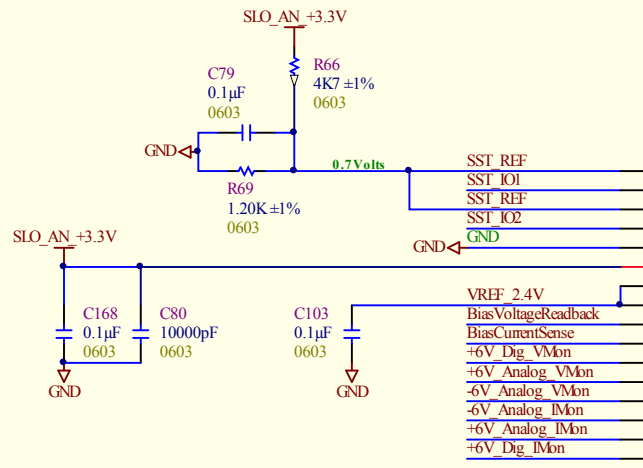 SLO_AN_+3.3V
R66
4K7 ±1%
0603
C79
0.1µF
0603
GND
R69
1.20K ±1%
0603
0.7Volts
SST_REF
SST_IO1
SST_REF
SST_IO2
GND
GND
SLO_AN_+3.3V
C168
0.1µF
0603
C80
10000pF
0603
GND
C103
0.1µF
0603
GND
VREF_2.4V
BiasVoltageReadback
BiasCurrentSense
+6V_Dig_VMon
+6V_Analog_VMon
-6V_Analog_VMon
-6V_Analog_IMon
+6V_Analog_IMon
+6V_Dig_IMon